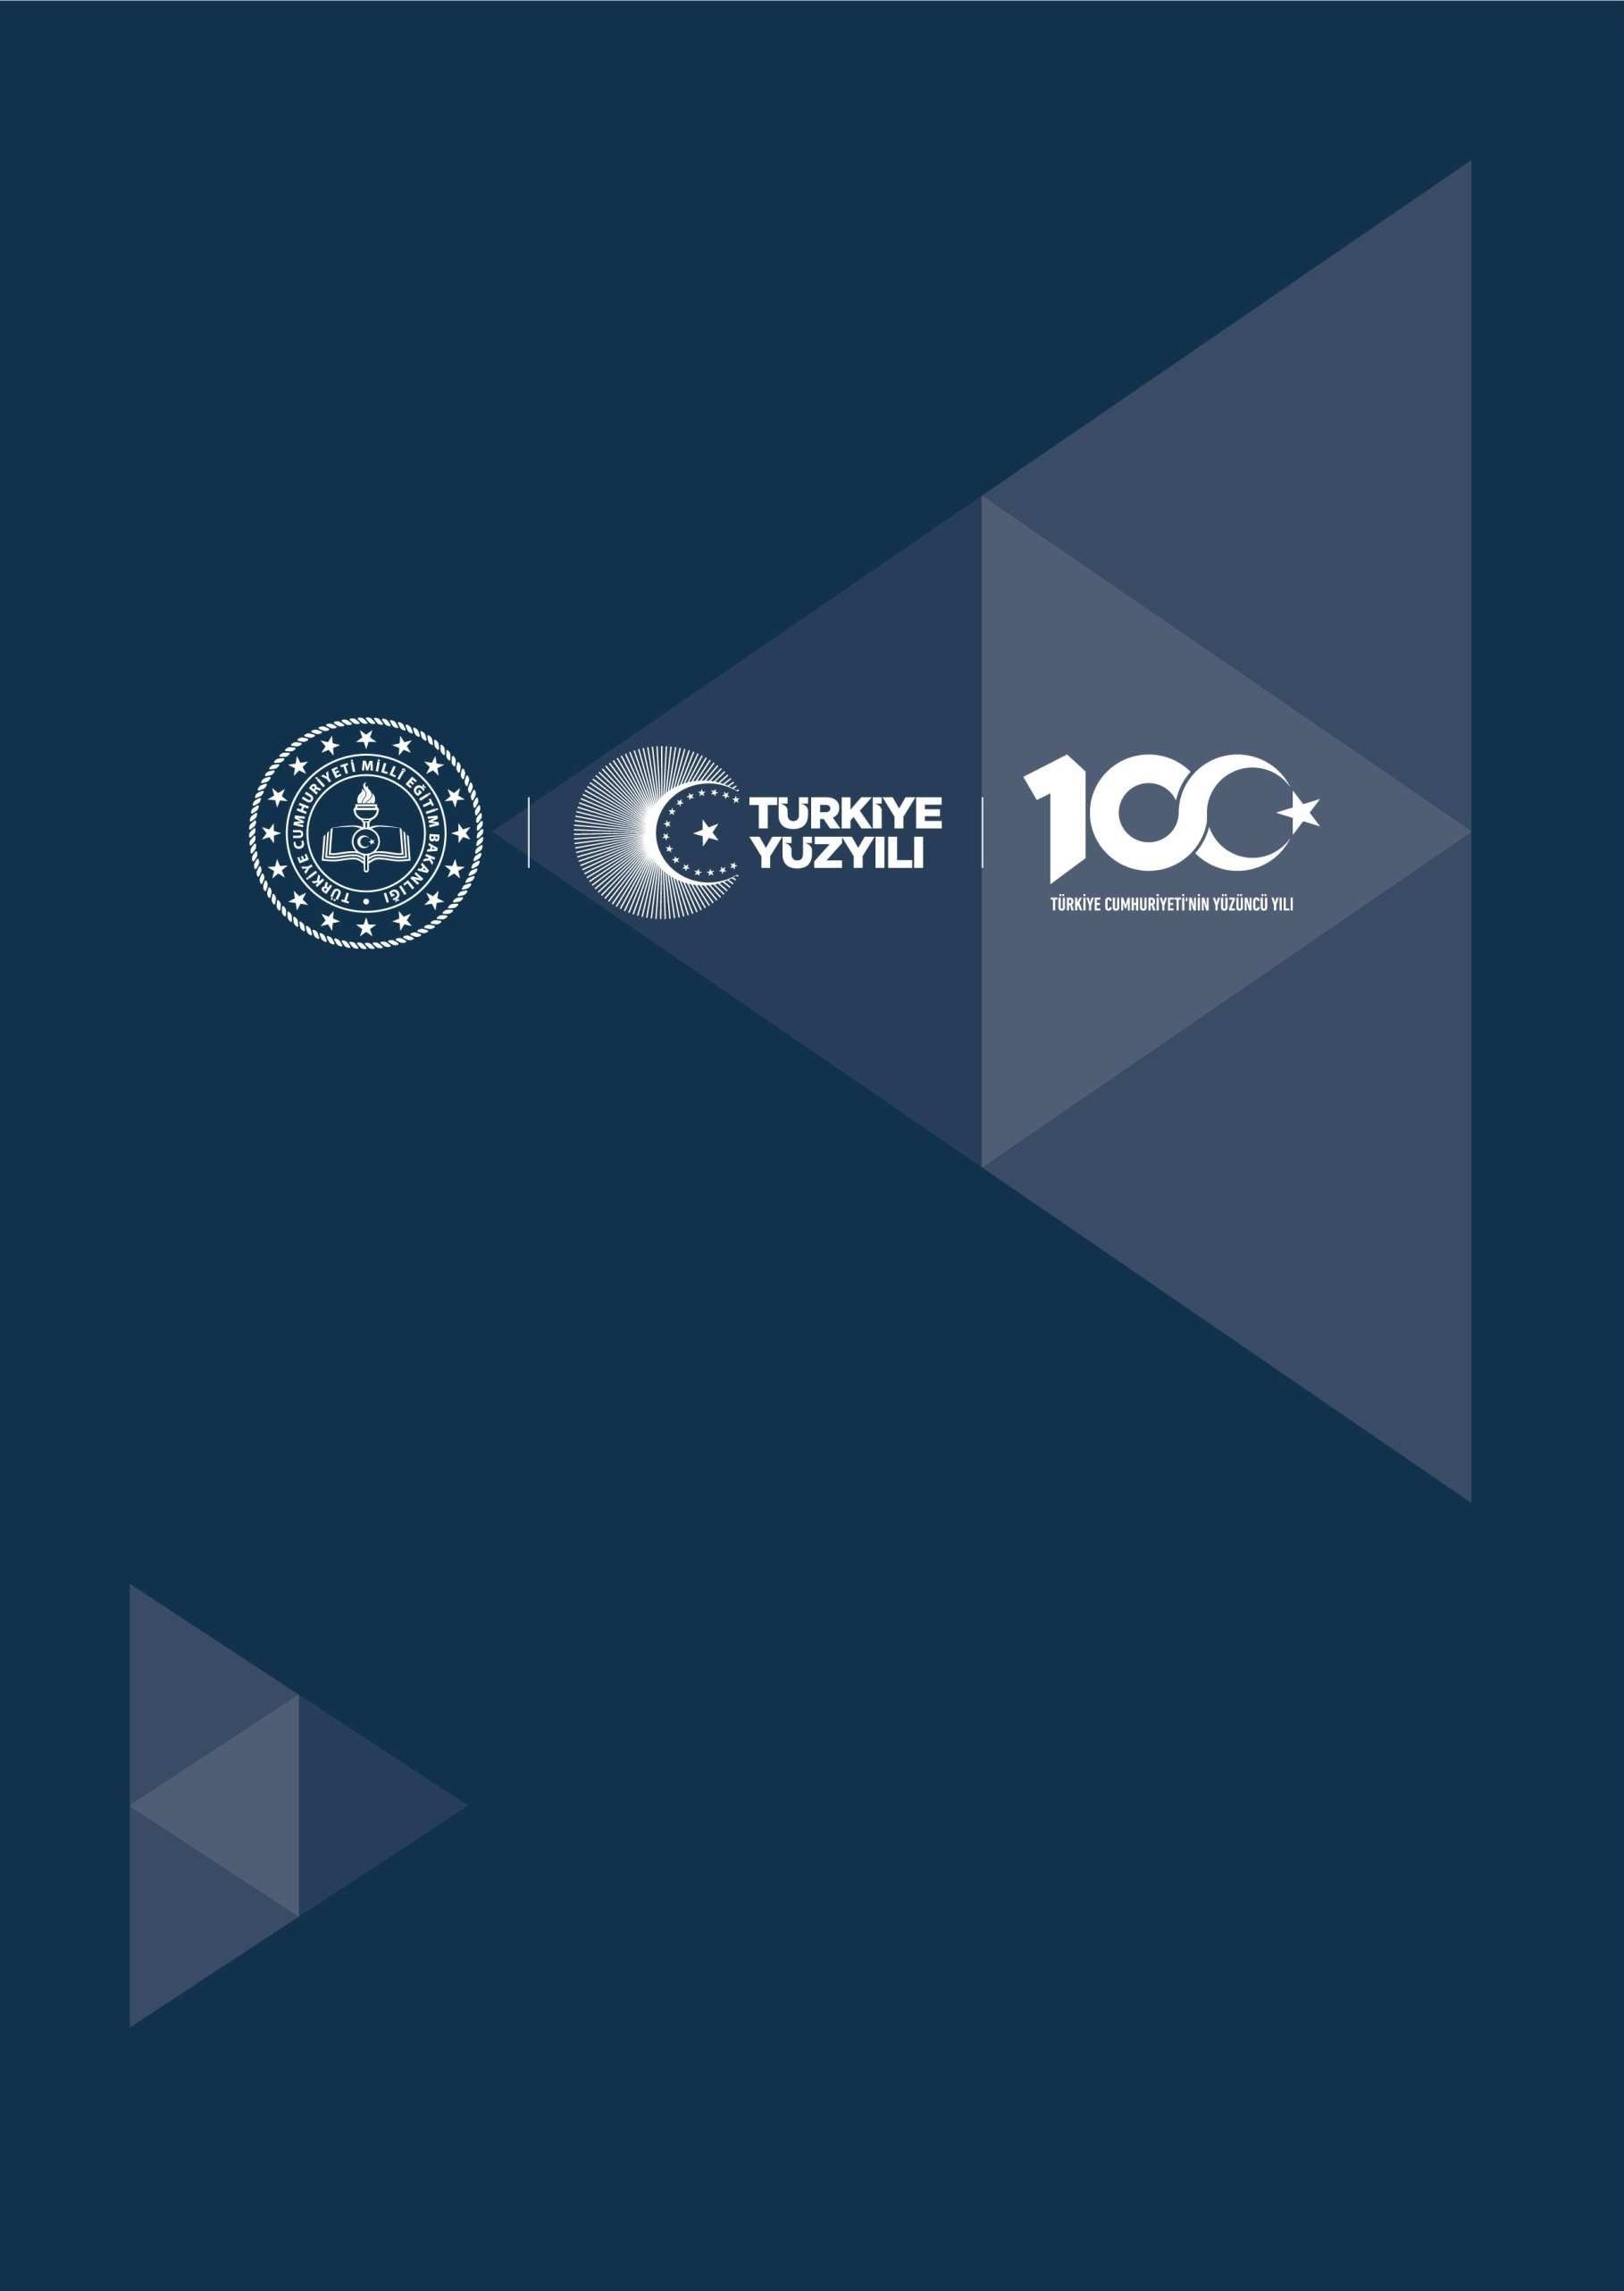 TÜRKİYE CUMHURİYETİ MİLLÎ EĞİTİM BAKANLIĞI
TÜRKİYE
YÜZYILI
100
TÜRKİYE CUMHURİYETİ'NİN YÜZÜNCÜ YILI